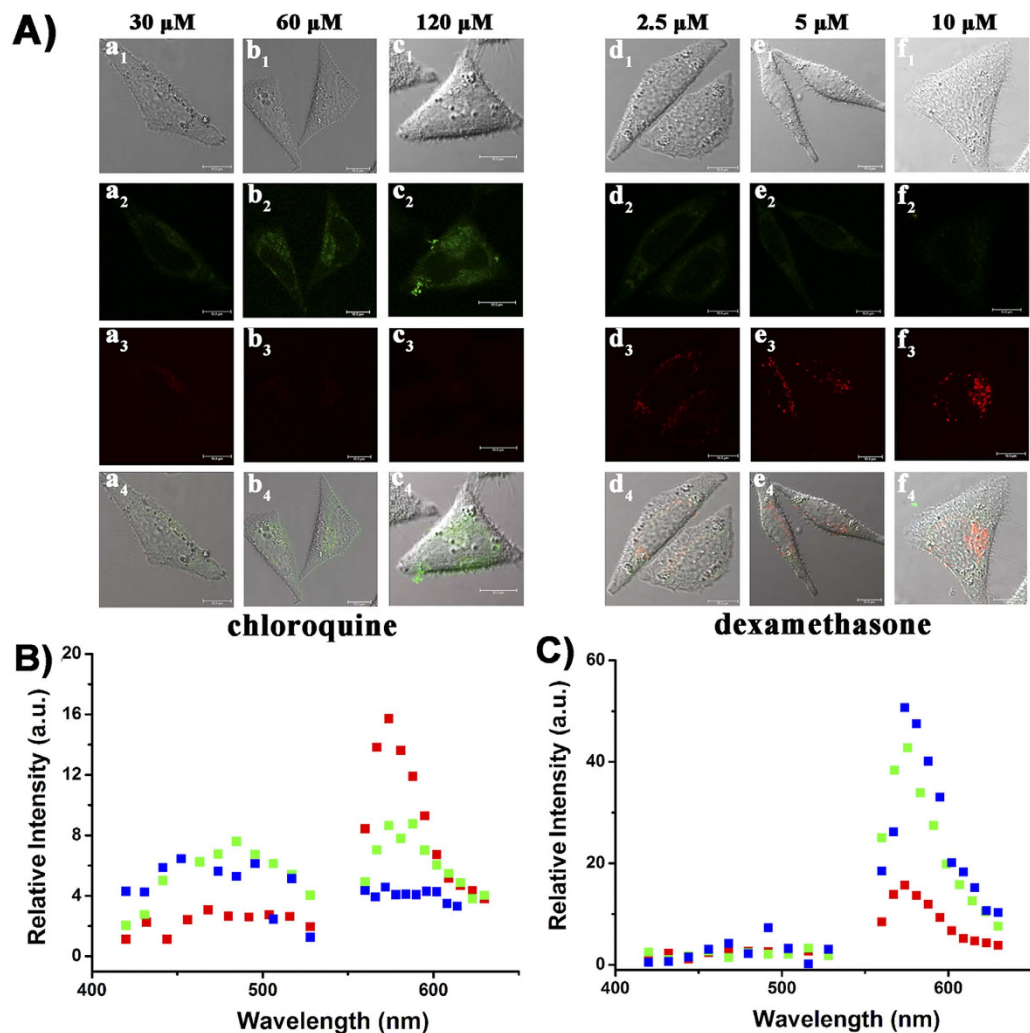 A)
30 μM 60 μM 120 μM 2.5 μM 5 μM 10 μM
a1 b1 c1 d1 e1 f1
a2 b2 c2 d2 e2 f2
a3 b3 c3 d3 e3 f3
a4 b4 c4 d4 e4 f4
chloroquine dexamethasone
B)
20
16
12
8
4
0
Relative Intensity (a.u.)
400 500 600
Wavelength (nm)
C)
60
40
20
0
Relative Intensity (a.u.)
400 500 600
Wavelength (nm)